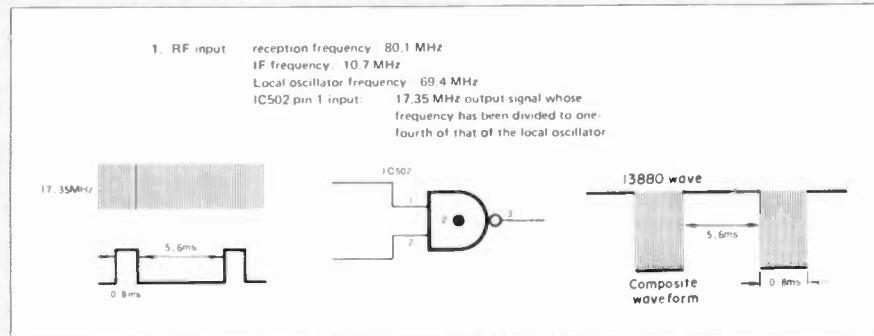 1. RF input reception frequency 80.1 MHz
IF frequency: 10.7 MHz
Local oscillator frequency 69.4 MHz
IC502 pin 1 input: 17.35 MHz output signal whose
frequency has been divided to one-
fourth of that of the local oscillator
17.35MHz
5.6ms
0.8ms
IC502
1
2
2
3
13880 wave
5.6ms
0.8ms
Composite
waveform